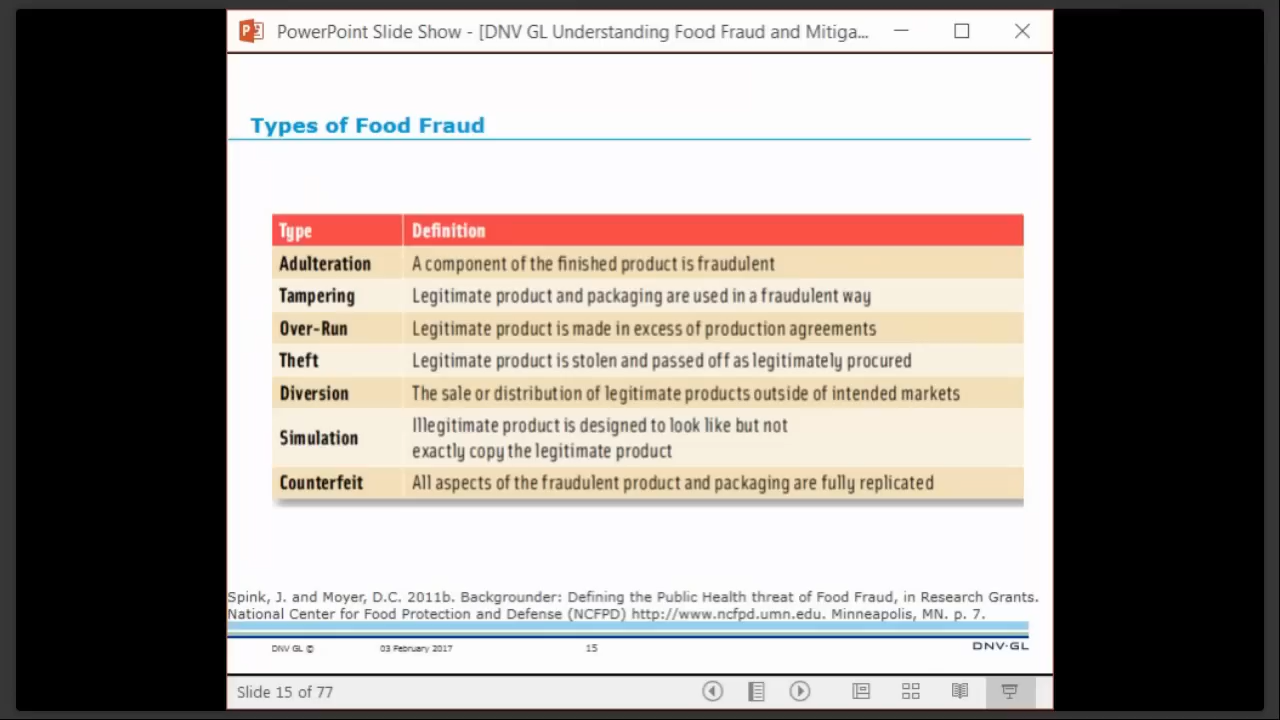 PowerPoint Slide Show - [DNV GL Understanding Food Fraud and Mitiga...
Types of Food Fraud
Type Definition
Adulteration A component of the finished product is fraudulent
Tampering Legitimate product and packaging are used in a fraudulent way
Over-Run Legitimate product is made in excess of production agreements
Theft Legitimate product is stolen and passed off as legitimately procured
Diversion The sale or distribution of legitimate products outside of intended markets
Simulation Illegitimate product is designed to look like but not
exactly copy the legitimate product
Counterfeit All aspects of the fraudulent product and packaging are fully replicated
Spink, J. and Moyer, D.C. 2011b. Backgrounder: Defining the Public Health threat of Food Fraud, in Research Grants.
National Center for Food Protection and Defense (NCFPD) http://www.ncfpd.umn.edu. Minneapolis, MN. p. 7.
DNV GL © 03 February 2017 15 DNV·GL
Slide 15 of 77